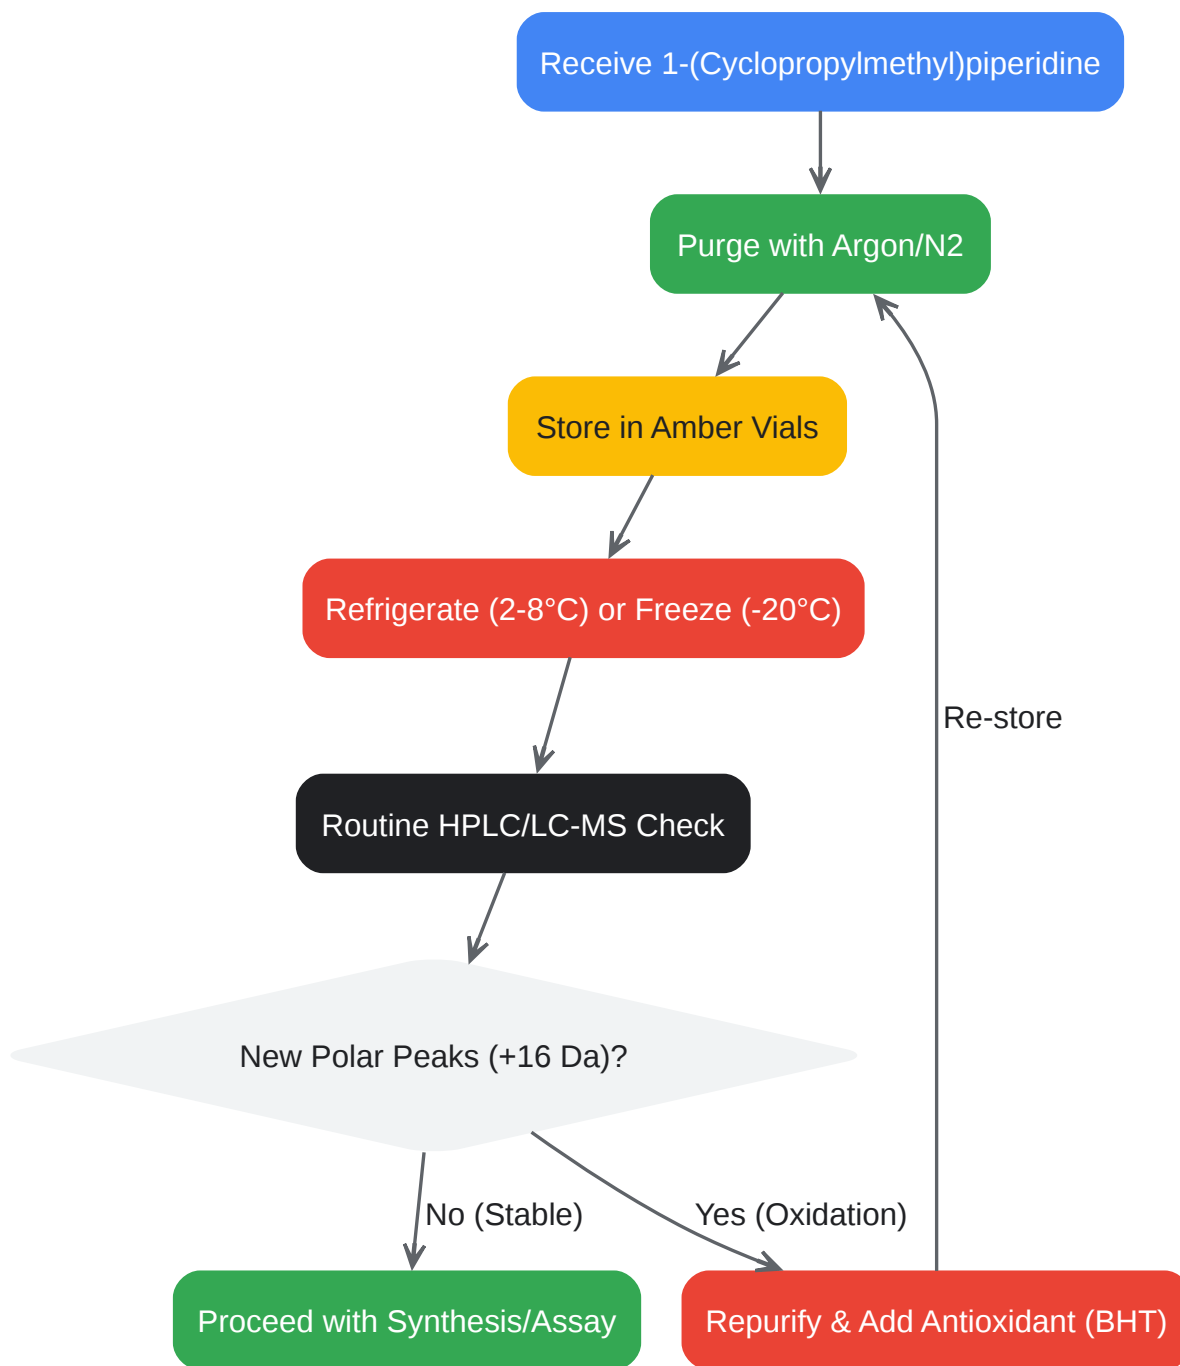 Receive 1-(Cyclopropylmethyl)piperidine
Purge with Argon/N2
Store in Amber Vials
Refrigerate (2-8°C) or Freeze (-20°C)
Re-store
Routine HPLC/LC-MS Check
New Polar Peaks (+16 Da)?
No (Stable)
Yes (Oxidation)
Proceed with Synthesis/Assay
Repurify & Add Antioxidant (BHT)